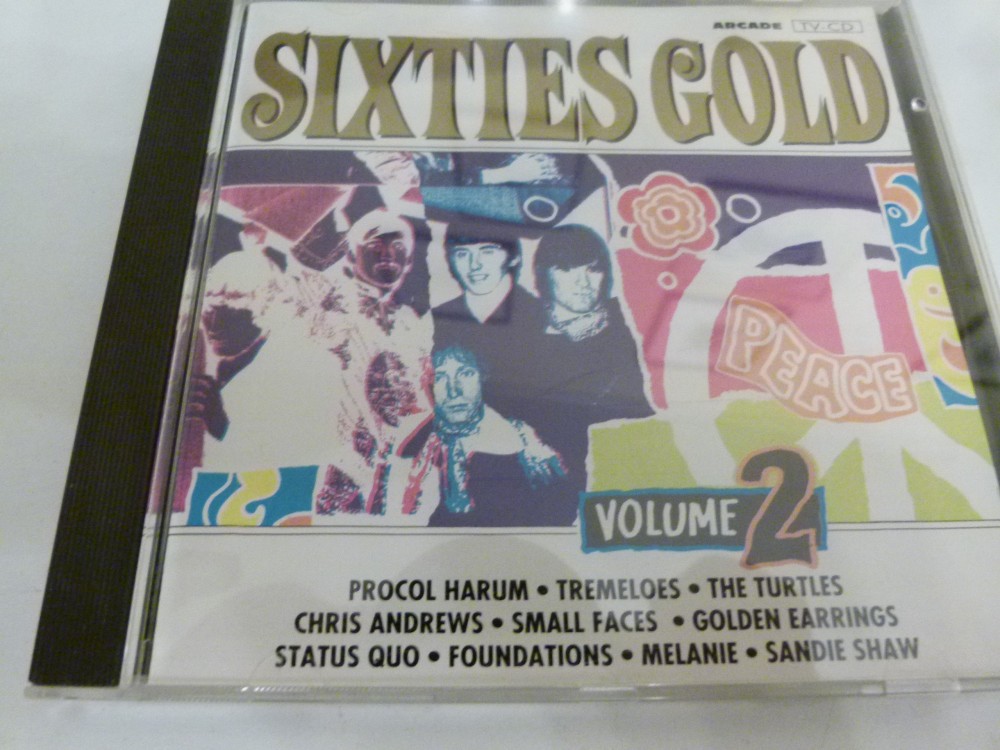 ARCADE TV-CD
SIXTIES GOLD
PEACE
VOLUME 2
PROCOL HARUM • TREMELOES • THE TURTLES
CHRIS ANDREWS • SMALL FACES • GOLDEN EARRINGS
STATUS QUO • FOUNDATIONS • MELANIE • SANDIE SHAW